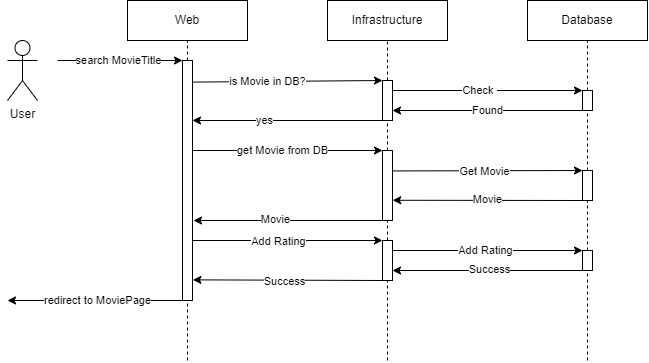 Web
Infrastructure
Database
User
search MovieTitle
is Movie in DB?
Check
Found
yes
get Movie from DB
Get Movie
Movie
Movie
Add Rating
Add Rating
Success
Success
redirect to MoviePage